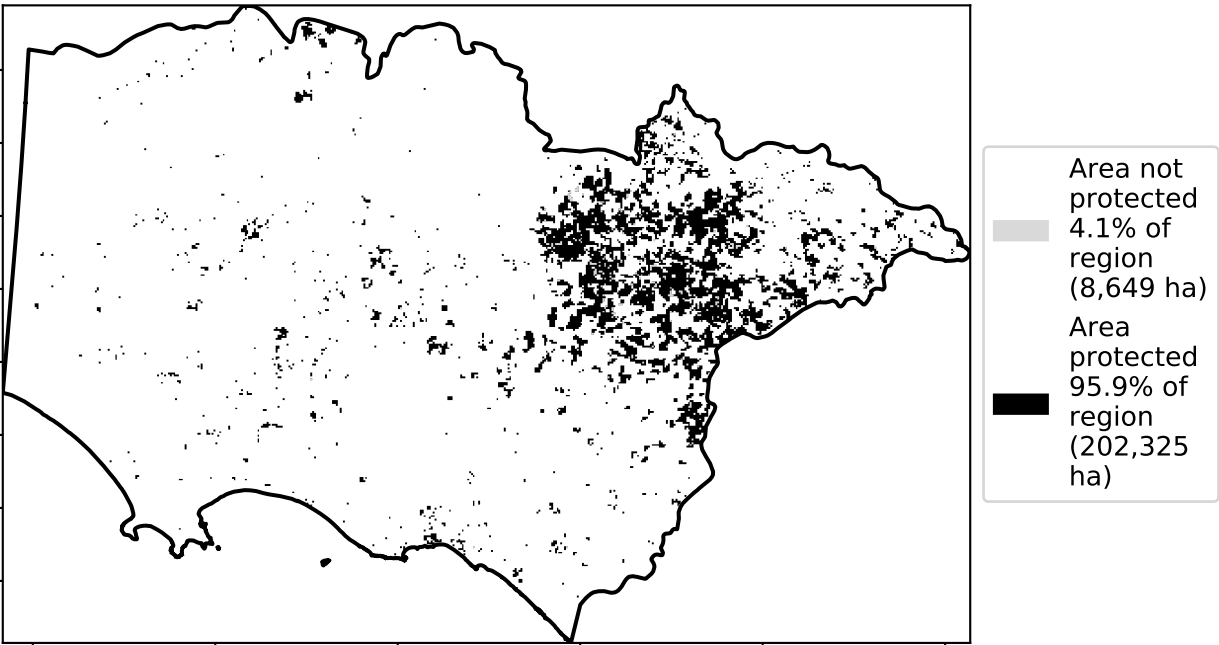 Area not
protected
4.1% of
region
(8,649 ha)
Area
protected
95.9% of
region
(202,325
ha)